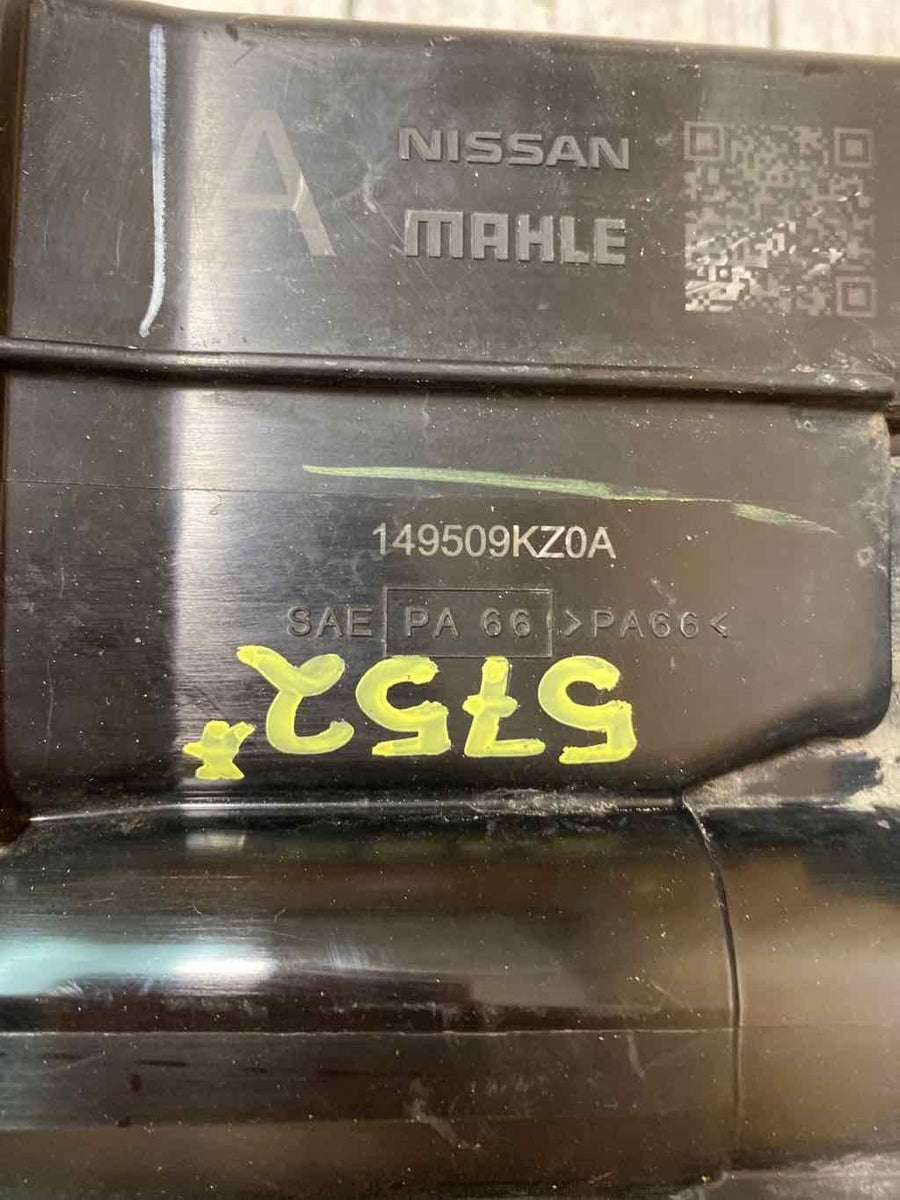 A
NISSAN
MAHLE
149509KZ0A
SAE PA 66 >PA66<
5752*